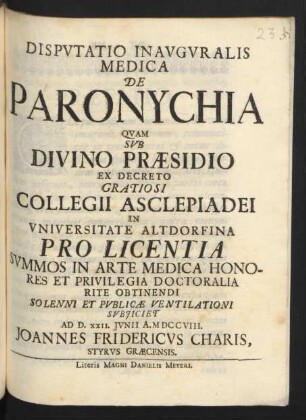 DISPVTATIO INAVGVRALIS
MEDICA
DE
PARONYCHIA
QVAM
SVB
DIVINO PRÆSIDIO
EX DECRETO
GRATIOSI
COLLEGII ASCLEPIADEI
IN
VNIVERSITATE ALTDORFINA
PRO LICENTIA
SVMMOS IN ARTE MEDICA HONO-
RES ET PRIVILEGIA DOCTORALIA
RITE OBTINENDI
SOLENNI ET PVBLICÆ VENTILATIONI
SVBJICIET
AD D. XXII. JVNII A.MDCCVIII.
JOANNES FRIDERICVS CHARIS,
STYRVS GRÆCENSIS.
Literis MAGNI DANIELIS MEYERI.